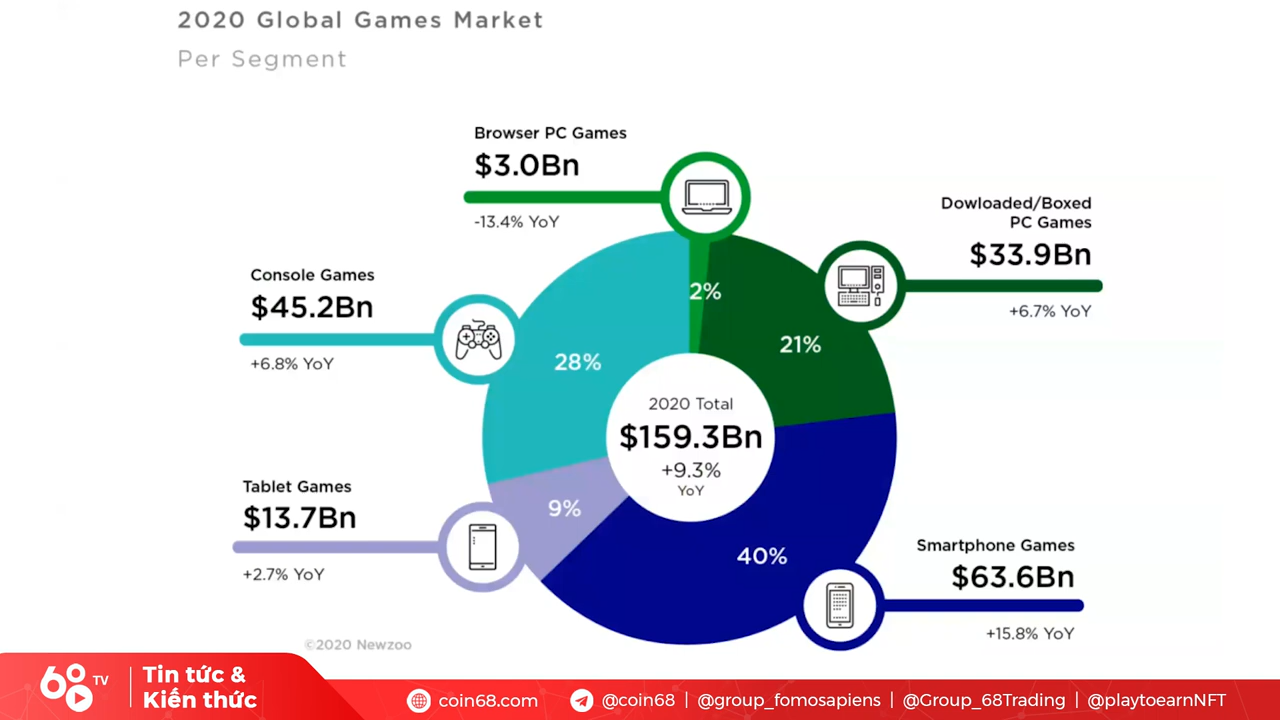 2020 Global Games Market
Per Segment
Browser PC Games
$3.0Bn
-13.4% YoY
Dowloaded/Boxed
PC Games
$33.9Bn
+6.7% YoY
Console Games
$45.2Bn
+6.8% YoY
2%
21%
28%
2020 Total
$159.3Bn
+9.3%
YoY
Tablet Games
$13.7Bn
+2.7% YoY
9%
40%
Smartphone Games
$63.6Bn
+15.8% YoY
©2020 Newzoo
68 TV
Tin tức &
Kiến thức
coin68.com
@coin68 | @group_fomosapiens | @Group_68Trading | @playtoearnNFT